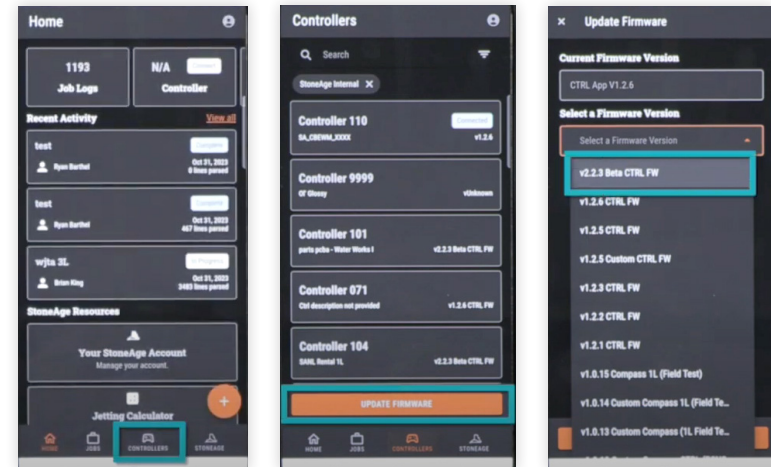 Home
1193
Job Logs
N/A
Controller
Recent Activity
View all
test
Complete
Ryan Barthel
Oct 31, 2023
0 lines parsed
test
Complete
Ryan Barthel
Oct 31, 2023
467 lines parsed
wjta 3L
In Progress
Brian King
Oct 31, 2023
3483 lines parsed
StoneAge Resources
Your StoneAge Account
Manage your account.
Jetting Calculator
+
HOME
JOBS
CONTROLLERS
STONEAGE
Controllers
Search
StoneAge Internal X
Controller 110
Connected
SA_CBEWM_XXXX
v1.2.6
Controller 9999
Ol' Glossy
vUnknown
Controller 101
parts pcba - Water Works I
v2.2.3 Beta CTRL FW
Controller 071
Ctrl description not provided
v1.2.6 CTRL FW
Controller 104
SANL Rental 1L
v2.2.3 Beta CTRL FW
UPDATE FIRMWARE
HOME
JOBS
CONTROLLERS
STONEAGE
× Update Firmware
Current Firmware Version
CTRL App V1.2.6
Select a Firmware Version
Select a Firmware Version
v2.2.3 Beta CTRL FW
v1.2.6 CTRL FW
v1.2.5 CTRL FW
v1.2.5 Custom CTRL FW
v1.2.3 CTRL FW
v1.2.2 CTRL FW
v1.2.1 CTRL FW
v1.0.15 Compass 1L (Field Test)
v1.0.14 Custom Compass 1L (Field Te...
v1.0.13 Custom Compass (1L Field Te...